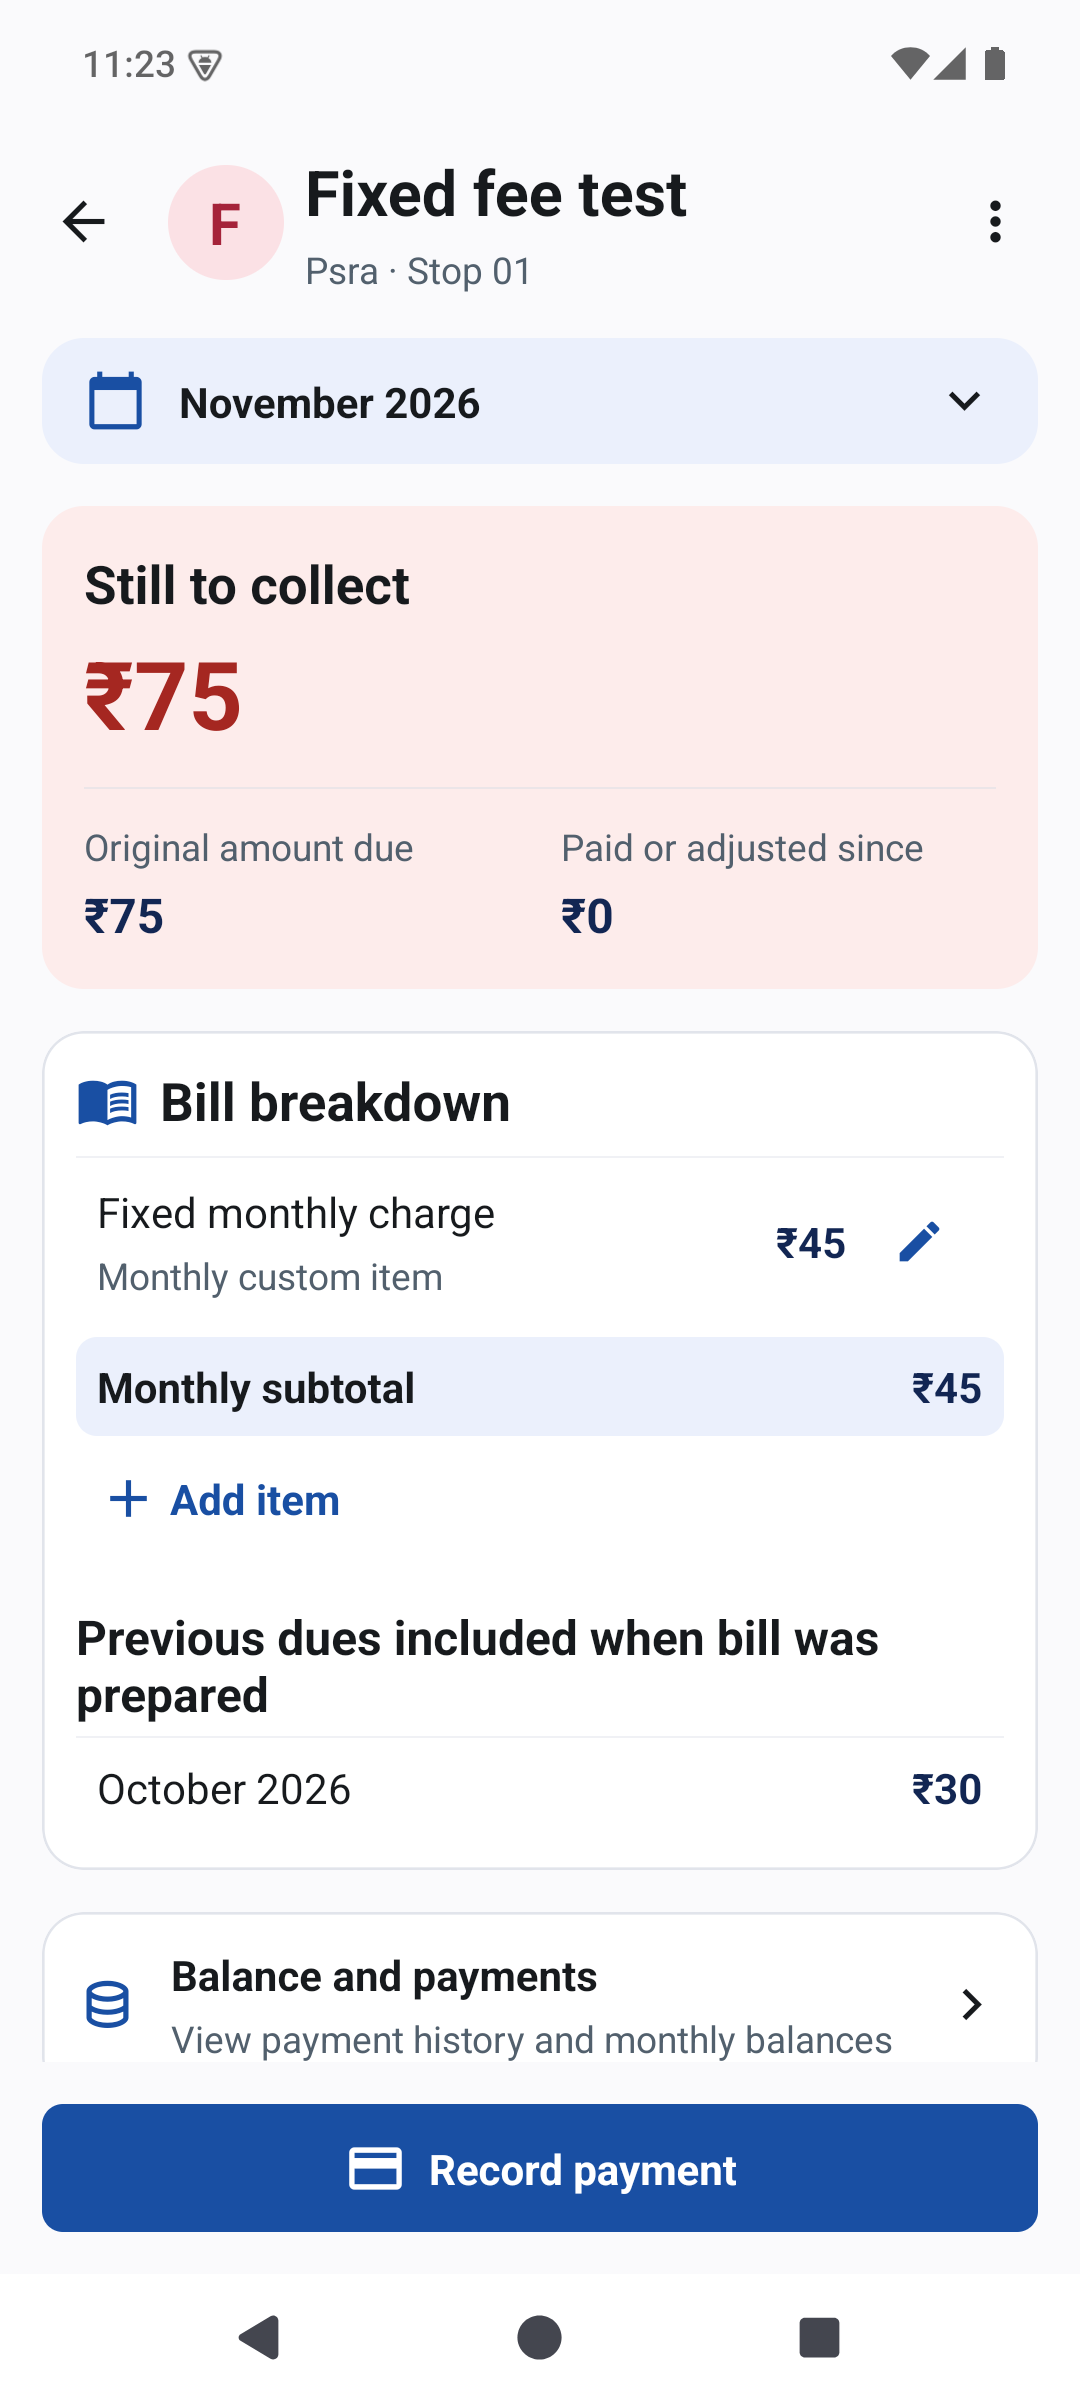 11:23
F
Fixed fee test
Psra · Stop 01
November 2026
Still to collect
₹75
Original amount due
Paid or adjusted since
₹75
₹0
Bill breakdown
Fixed monthly charge
₹45
Monthly custom item
Monthly subtotal
₹45
Add item
Previous dues included when bill was
prepared
October 2026
₹30
Balance and payments
View payment history and monthly balances
Record payment